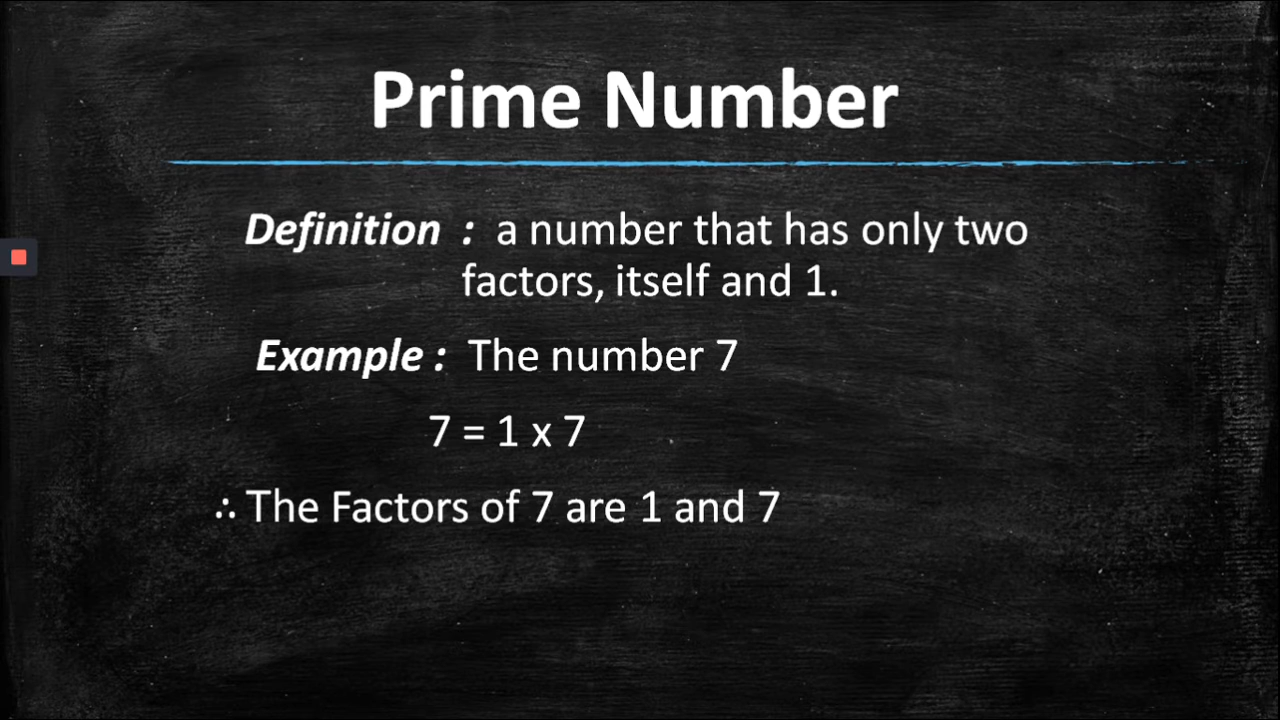 Prime Number
Definition : a number that has only two
factors, itself and 1.
Example : The number 7
7 = 1 x 7
∴ The Factors of 7 are 1 and 7